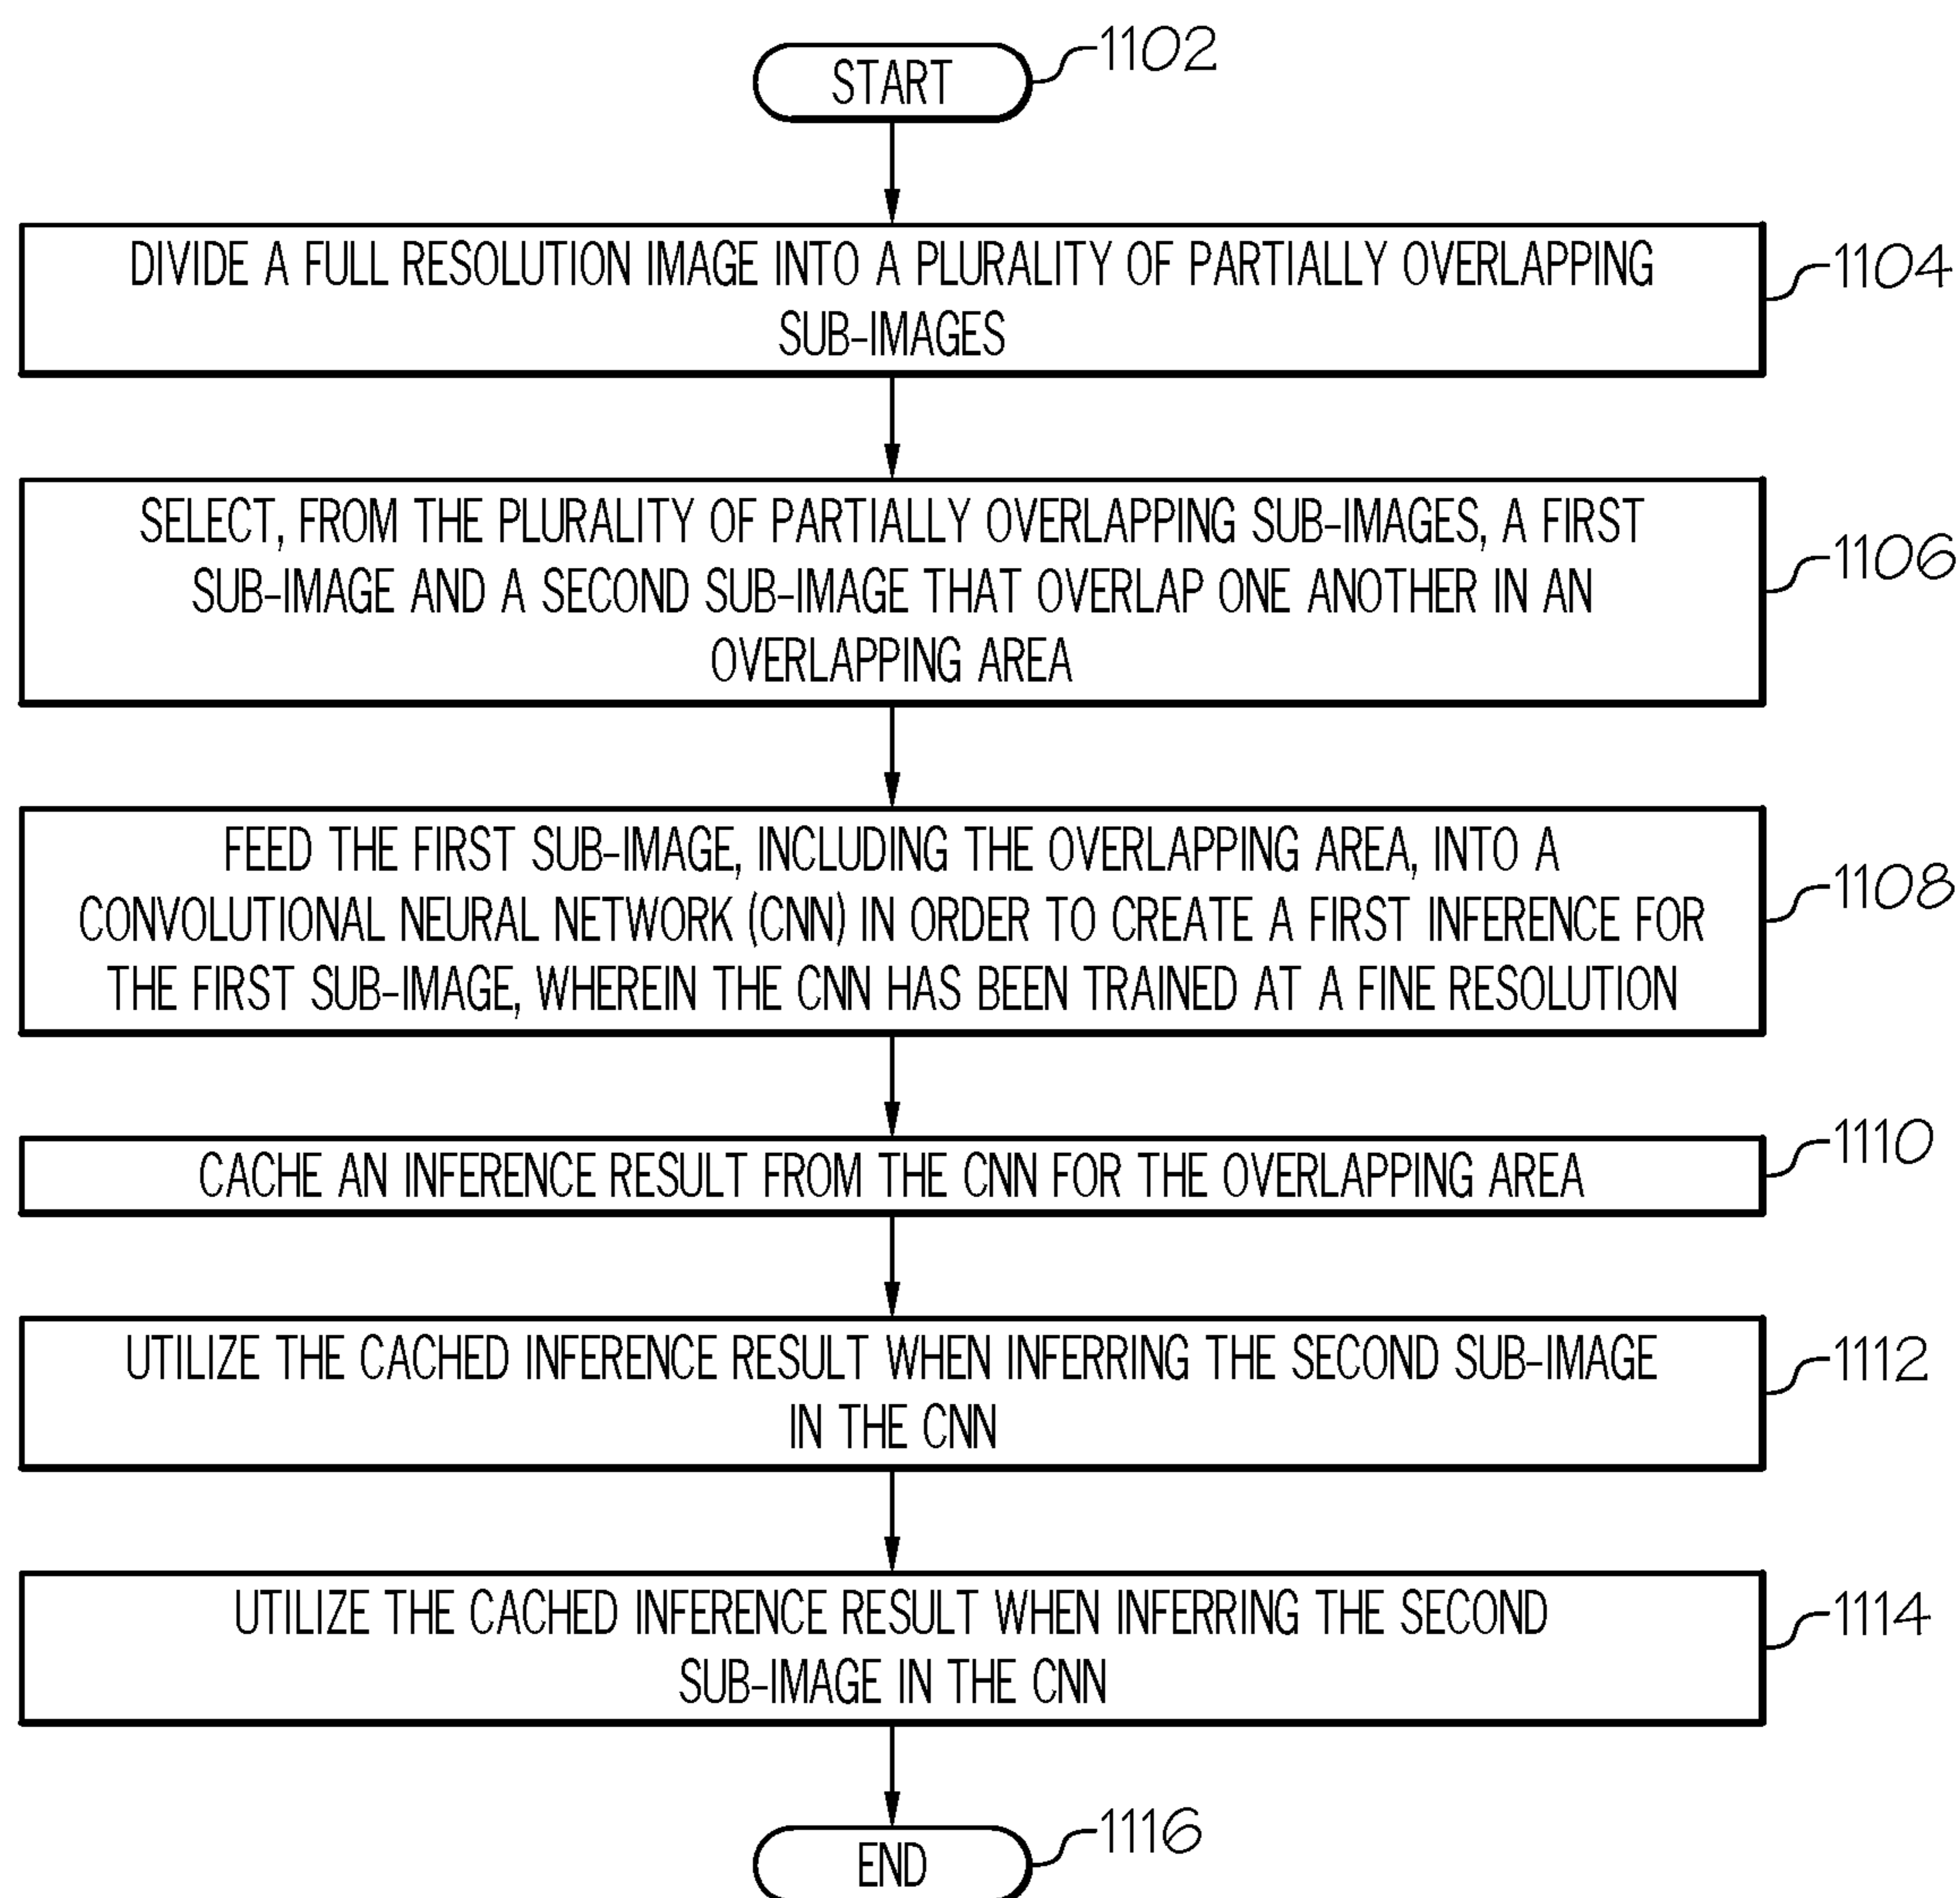 START
1102
DIVIDE A FULL RESOLUTION IMAGE INTO A PLURALITY OF PARTIALLY OVERLAPPING
SUB-IMAGES
1104
SELECT, FROM THE PLURALITY OF PARTIALLY OVERLAPPING SUB-IMAGES, A FIRST
SUB-IMAGE AND A SECOND SUB-IMAGE THAT OVERLAP ONE ANOTHER IN AN
OVERLAPPING AREA
1106
FEED THE FIRST SUB-IMAGE, INCLUDING THE OVERLAPPING AREA, INTO A
CONVOLUTIONAL NEURAL NETWORK (CNN) IN ORDER TO CREATE A FIRST INFERENCE FOR
THE FIRST SUB-IMAGE, WHEREIN THE CNN HAS BEEN TRAINED AT A FINE RESOLUTION
1108
CACHE AN INFERENCE RESULT FROM THE CNN FOR THE OVERLAPPING AREA
1110
UTILIZE THE CACHED INFERENCE RESULT WHEN INFERRING THE SECOND SUB-IMAGE
IN THE CNN
1112
UTILIZE THE CACHED INFERENCE RESULT WHEN INFERRING THE SECOND
SUB-IMAGE IN THE CNN
1114
END
1116